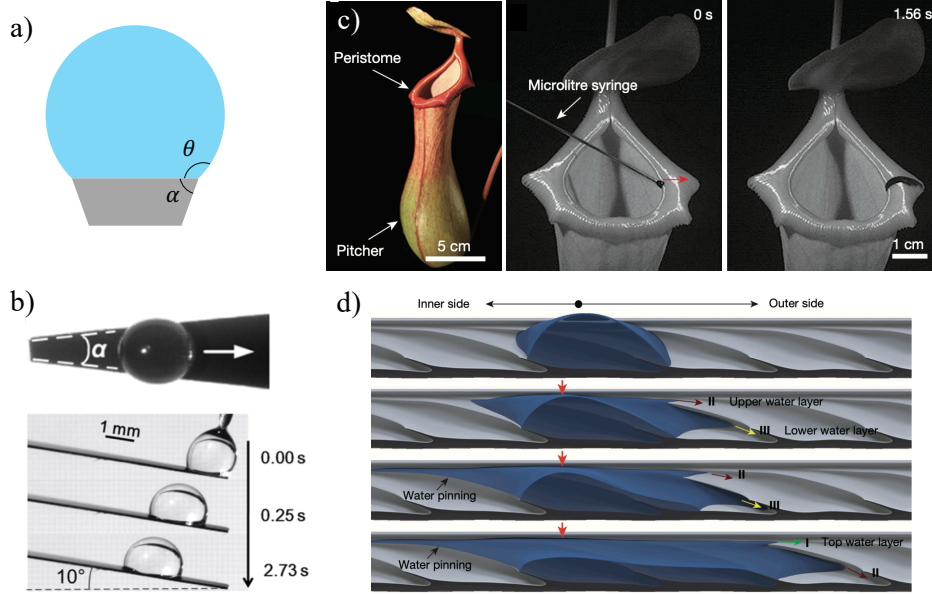 a)
θ
α
b)
α
1 mm
0.00 s
0.25 s
2.73 s
10°
c)
Peristome
Pitcher
5 cm
0 s
Microlitre syringe
1.56 s
1 cm
d)
Inner side
Outer side
II Upper water layer
III Lower water layer
II
Water pinning
III
I Top water layer
Water pinning
II